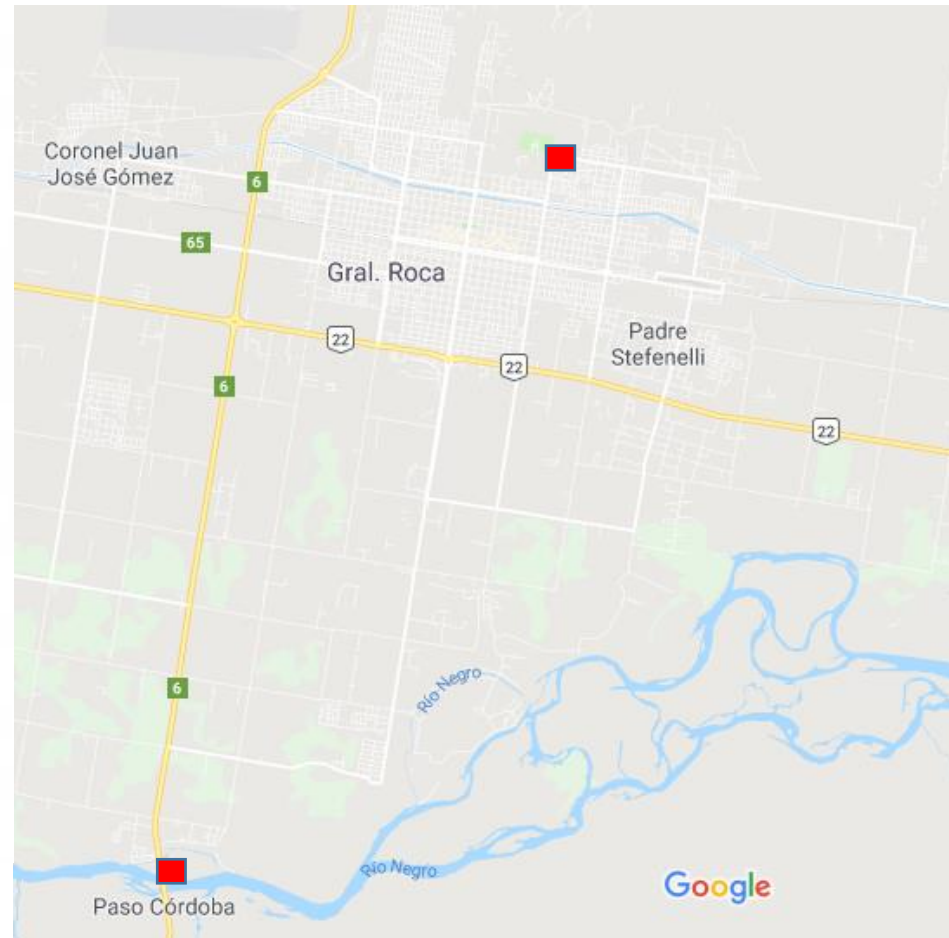 Coronel Juan
José Gómez
6
65
Gral. Roca
22
Padre
Stefenelli
22
6
22
6
Río Negro
Río Negro
Google
Paso Córdoba